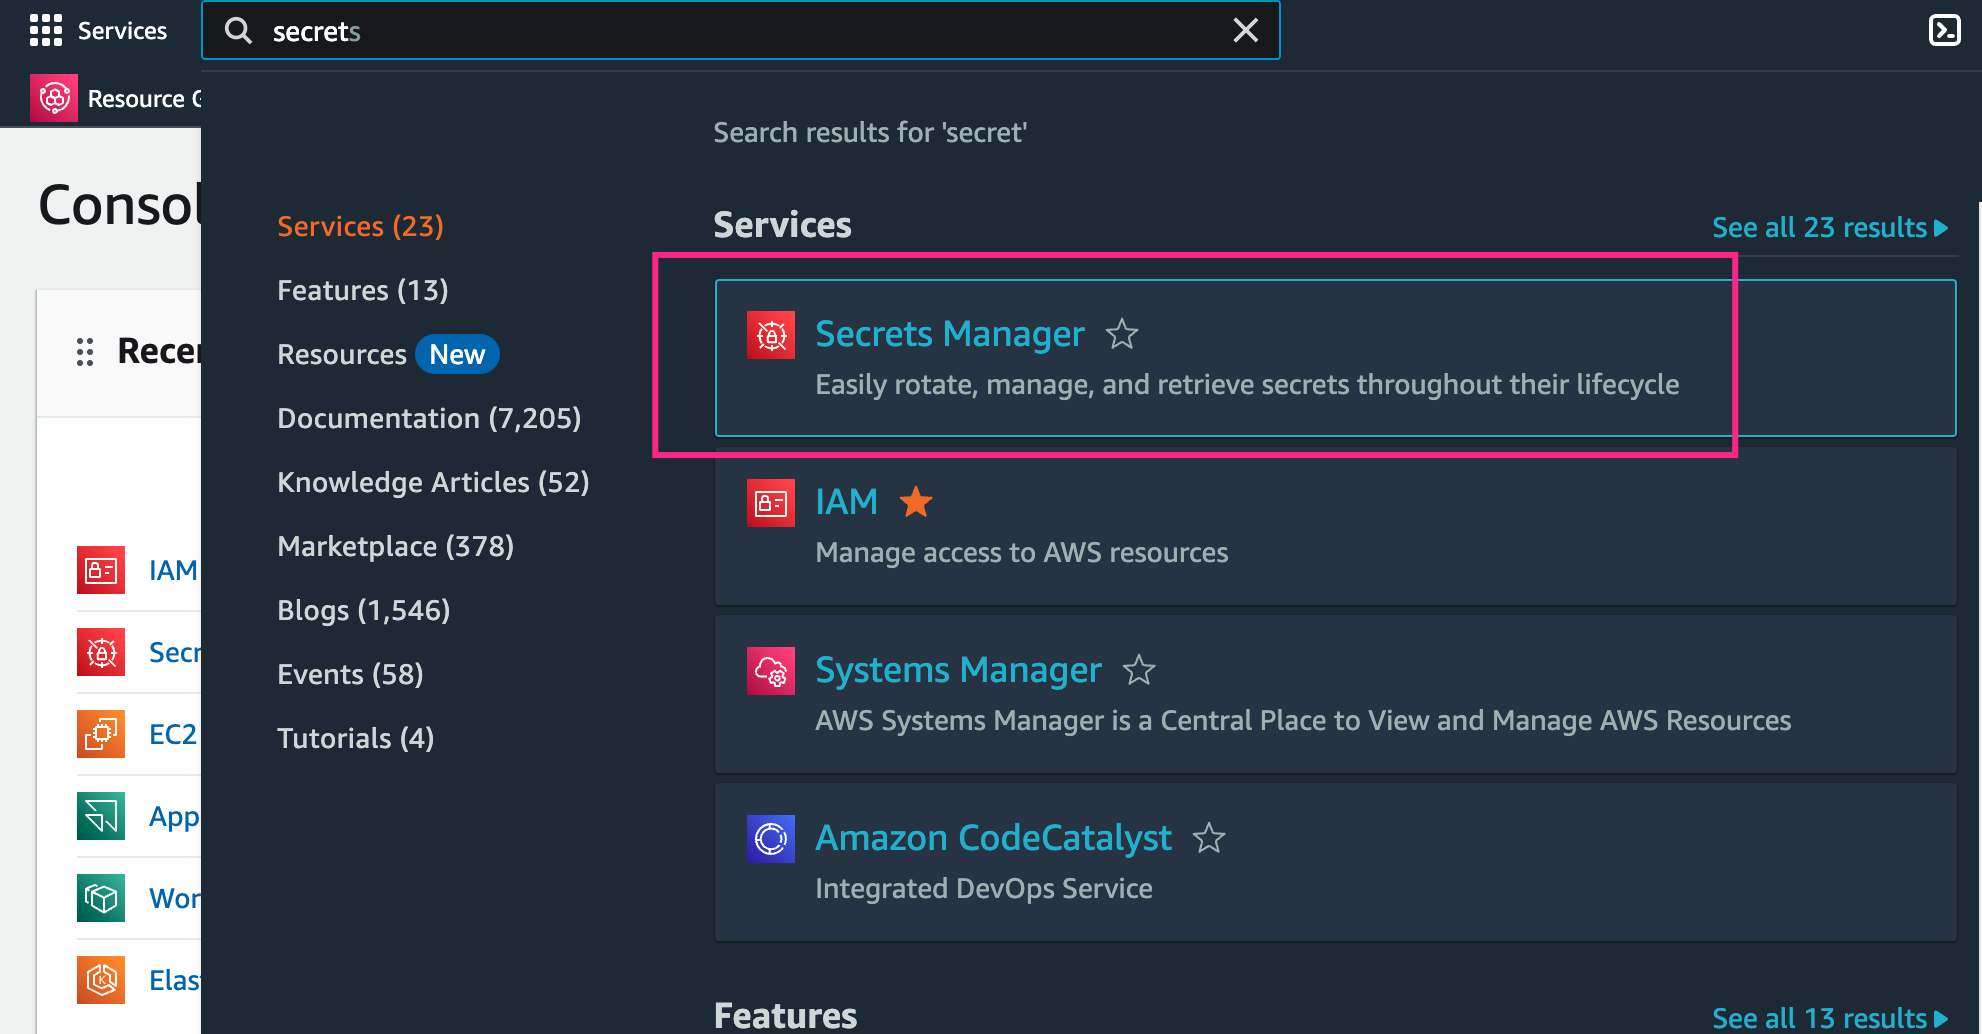 Services
secrets
Resource G
Consol
Recen
IAM
Secr
EC2
App
Wor
Elas
Search results for 'secret'
Services (23)
Features (13)
Resources New
Documentation (7,205)
Knowledge Articles (52)
Marketplace (378)
Blogs (1,546)
Events (58)
Tutorials (4)
Services
See all 23 results
Secrets Manager
Easily rotate, manage, and retrieve secrets throughout their lifecycle
IAM
Manage access to AWS resources
Systems Manager
AWS Systems Manager is a Central Place to View and Manage AWS Resources
Amazon CodeCatalyst
Integrated DevOps Service
Features
See all 13 results